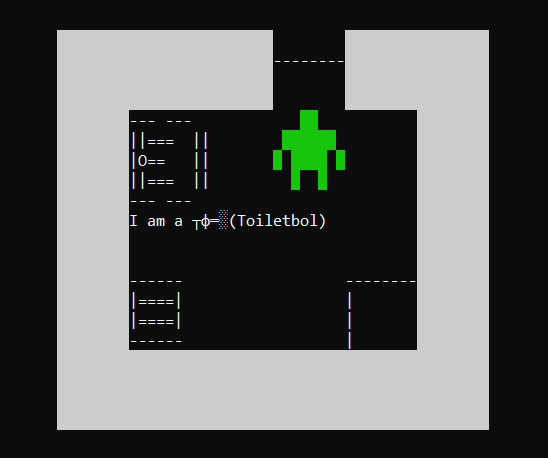 I am a ┬ф═▒(Toiletbol)